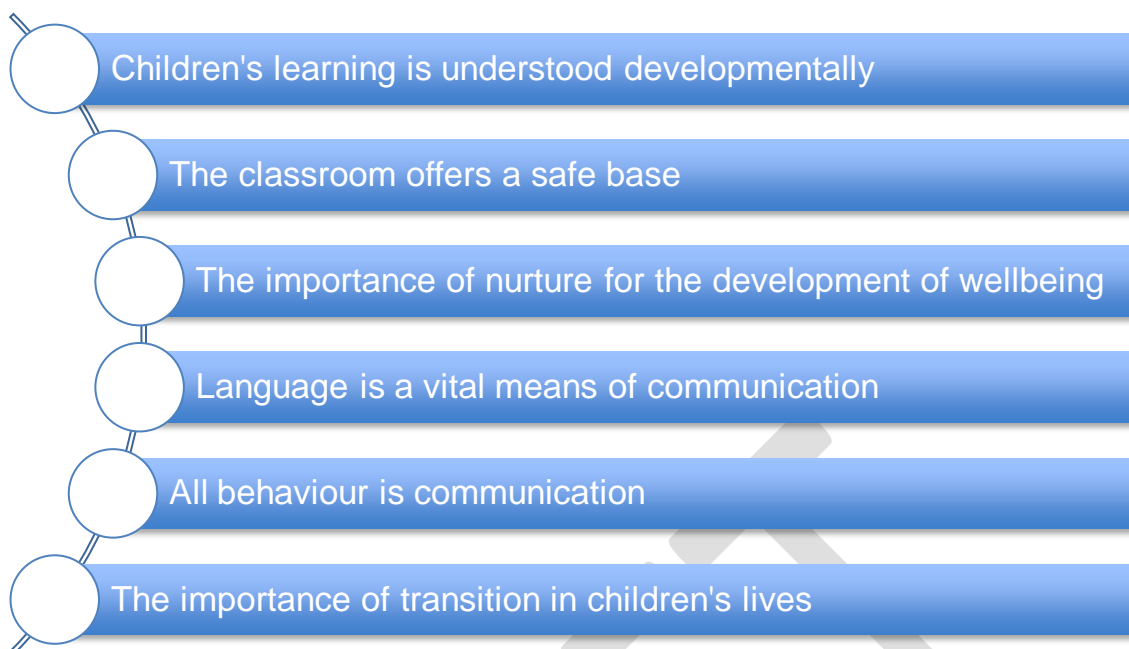 Children's learning is understood developmentally
The classroom offers a safe base
The importance of nurture for the development of wellbeing
Language is a vital means of communication
All behaviour is communication
The importance of transition in children's lives